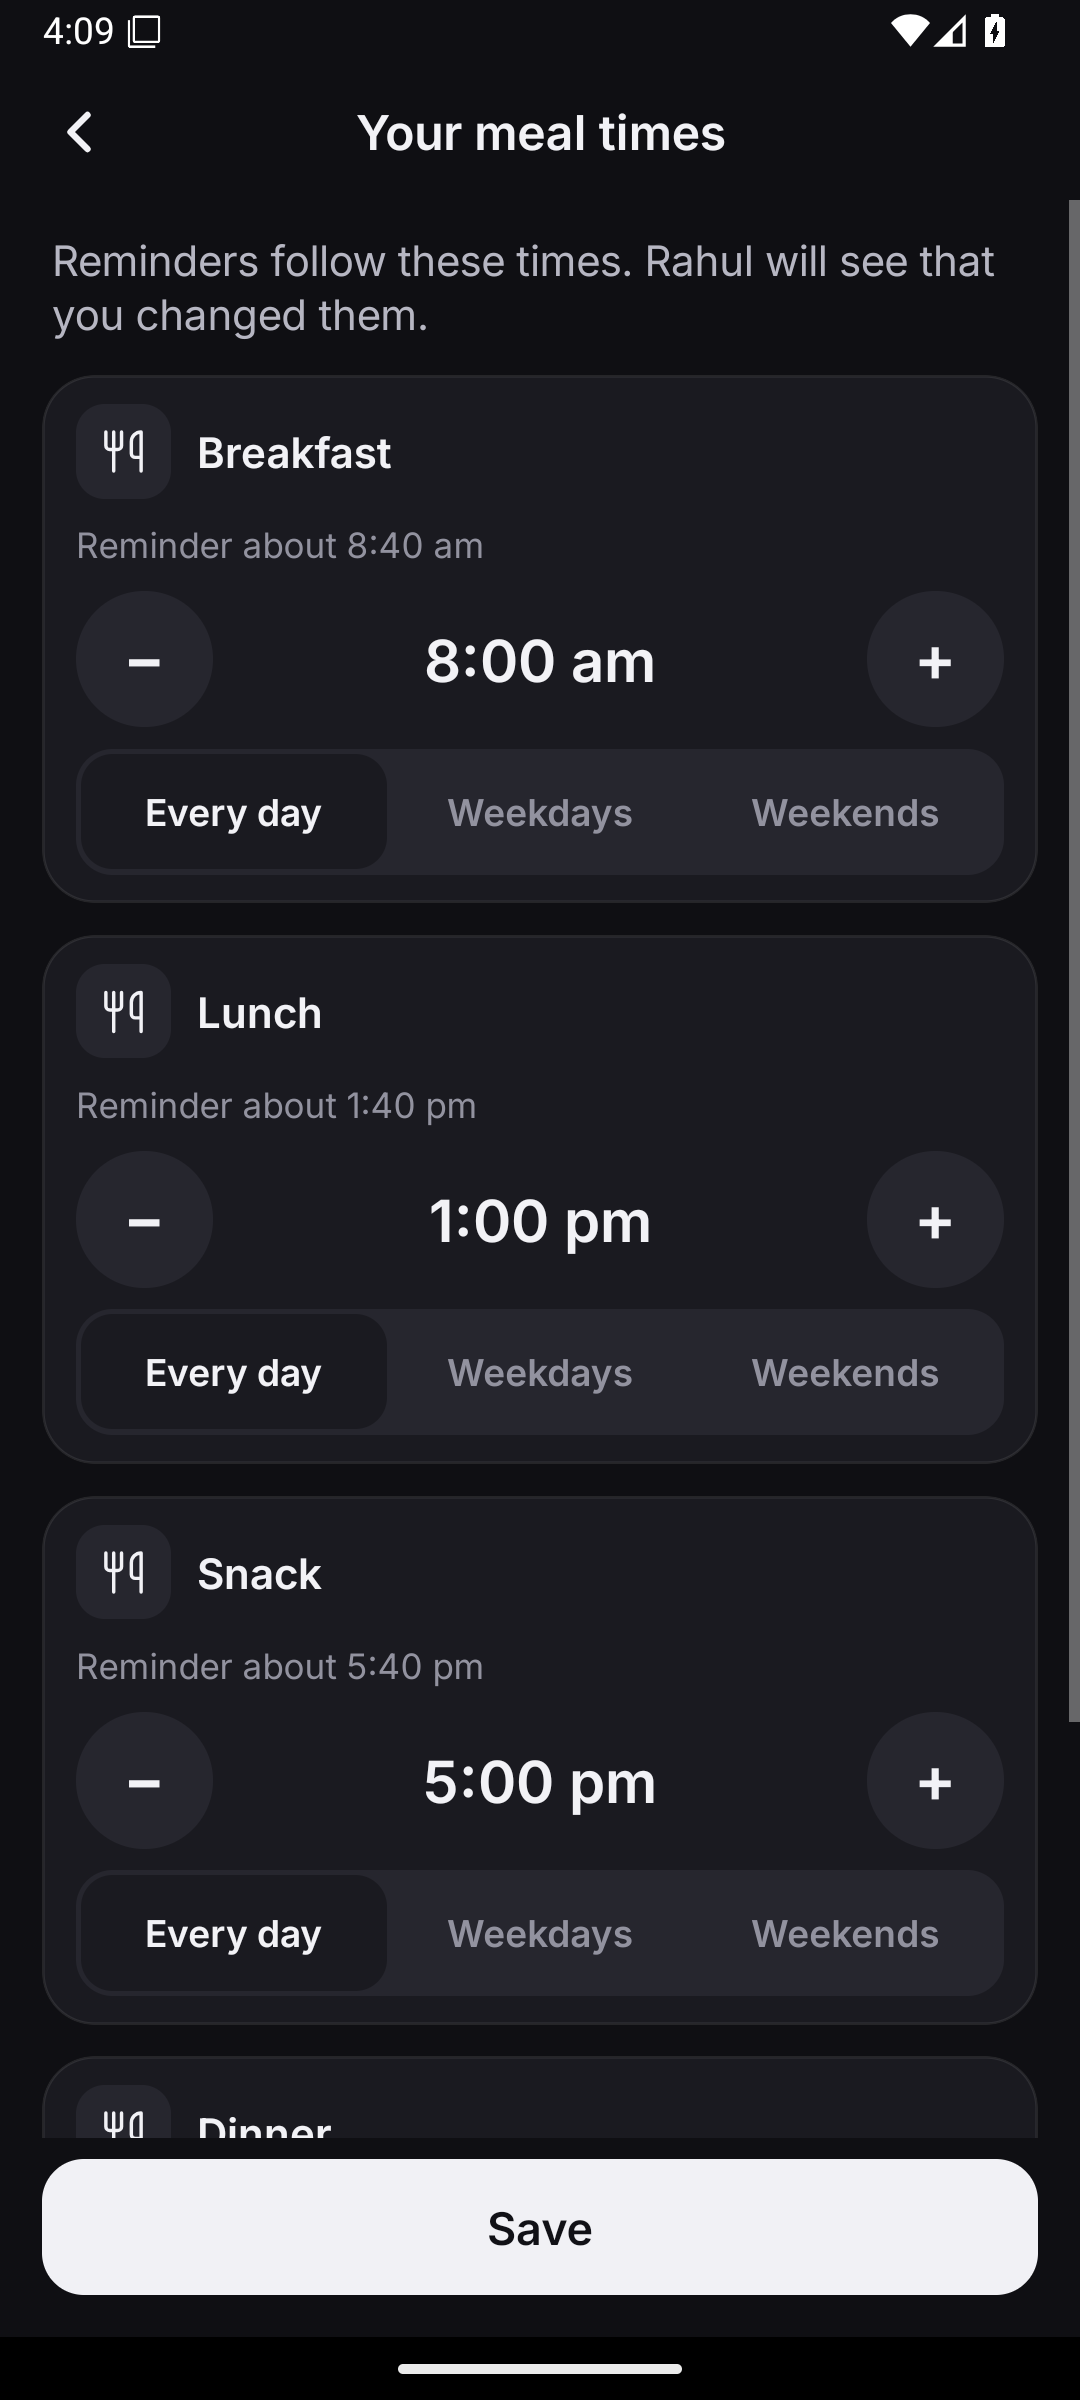 4:09
Your meal times
Reminders follow these times. Rahul will see that
you changed them.
Breakfast
Reminder about 8:40 am
− 8:00 am +
Every day Weekdays Weekends
Lunch
Reminder about 1:40 pm
− 1:00 pm +
Every day Weekdays Weekends
Snack
Reminder about 5:40 pm
− 5:00 pm +
Every day Weekdays Weekends
Dinner
Save